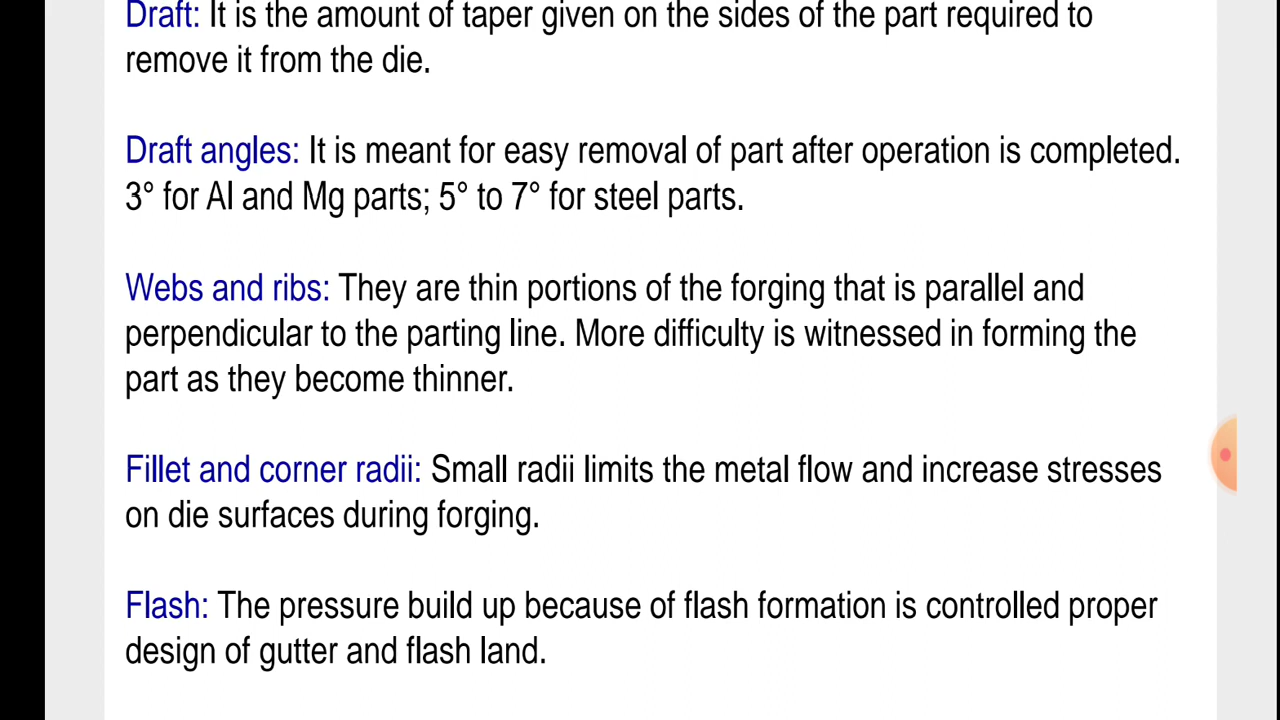 Draft: It is the amount of taper given on the sides of the part required to
remove it from the die.
Draft angles: It is meant for easy removal of part after operation is completed.
3° for Al and Mg parts; 5° to 7° for steel parts.
Webs and ribs: They are thin portions of the forging that is parallel and
perpendicular to the parting line. More difficulty is witnessed in forming the
part as they become thinner.
Fillet and corner radii: Small radii limits the metal flow and increase stresses
on die surfaces during forging.
Flash: The pressure build up because of flash formation is controlled proper
design of gutter and flash land.